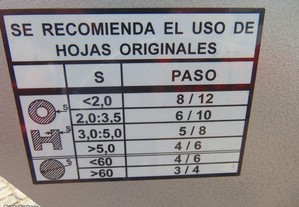 SE RECOMIENDA EL USO DE
HOJAS ORIGINALES
S PASO
S <2,0 8 / 12
2,0:3,5 6 / 10
S 3,0:5,0 5 / 8
>5,0 4 / 6
S <60 4 / 6
>60 3 / 4